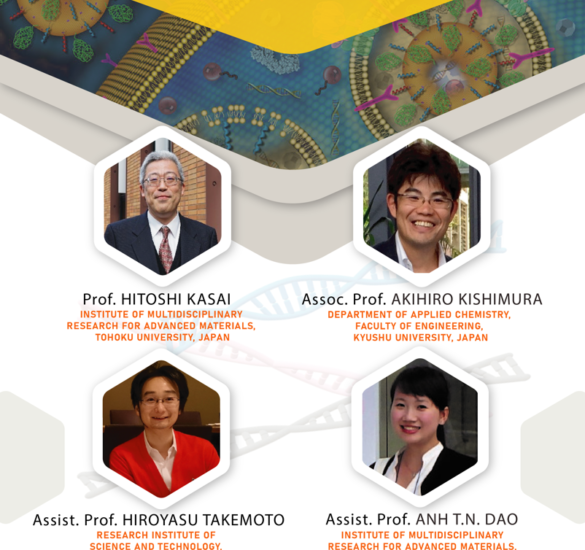 Prof. HITOSHI KASAI
INSTITUTE OF MULTIDISCIPLINARY
RESEARCH FOR ADVANCED MATERIALS,
TOHOKU UNIVERSITY, JAPAN
Assoc. Prof. AKIHIRO KISHIMURA
DEPARTMENT OF APPLIED CHEMISTRY,
FACULTY OF ENGINEERING,
KYUSHU UNIVERSITY, JAPAN
Assist. Prof. HIROYASU TAKEMOTO
RESEARCH INSTITUTE OF
SCIENCE AND TECHNOLOGY,
Assist. Prof. ANH T.N. DAO
INSTITUTE OF MULTIDISCIPLINARY
RESEARCH FOR ADVANCED MATERIALS,